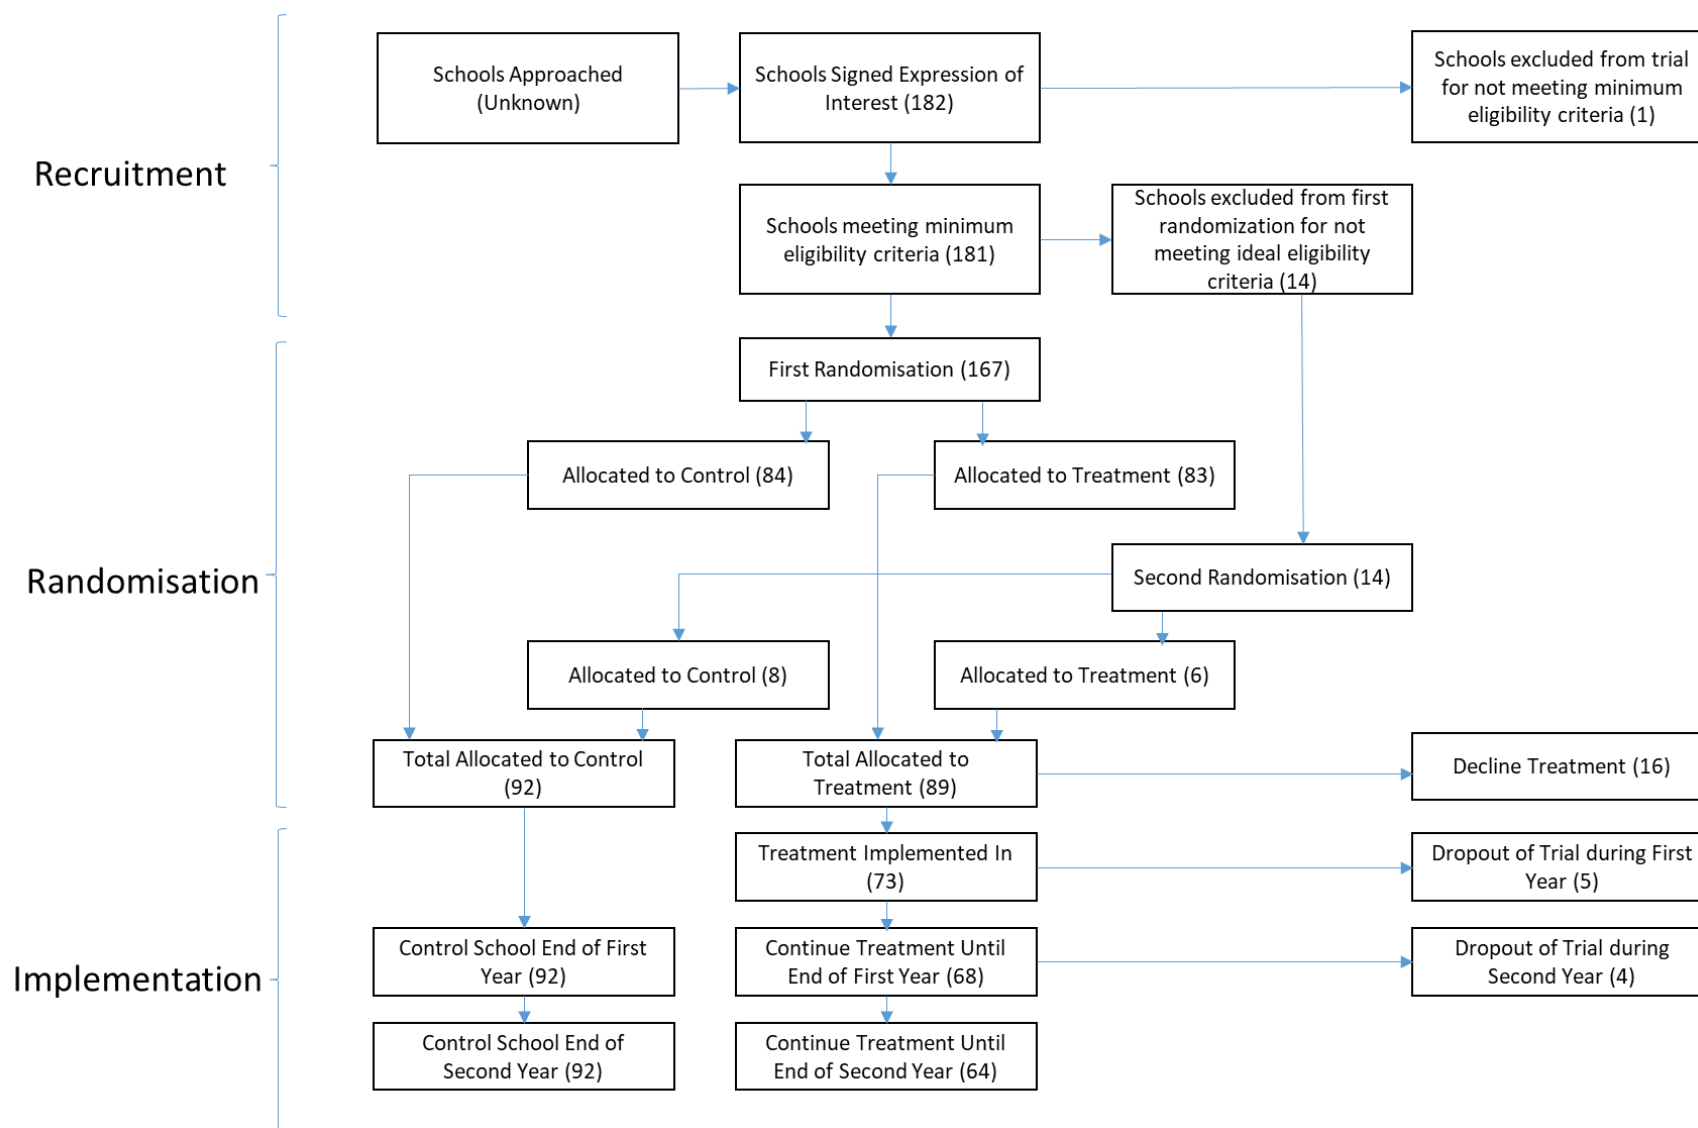 Schools Approached
(Unknown)
Schools Signed Expression of
Interest (182)
Schools excluded from trial
for not meeting minimum
eligibility criteria (1)
Recruitment
Schools meeting minimum
eligibility criteria (181)
Schools excluded from first
randomization for not
meeting ideal eligibility
criteria (14)
First Randomisation (167)
Allocated to Control (84)
Allocated to Treatment (83)
Randomisation
Second Randomisation (14)
Allocated to Control (8)
Allocated to Treatment (6)
Total Allocated to Control
(92)
Total Allocated to
Treatment (89)
Decline Treatment (16)
Implementation
Treatment Implemented In
(73)
Dropout of Trial during First
Year (5)
Control School End of First
Year (92)
Continue Treatment Until
End of First Year (68)
Dropout of Trial during
Second Year (4)
Control School End of
Second Year (92)
Continue Treatment Until
End of Second Year (64)